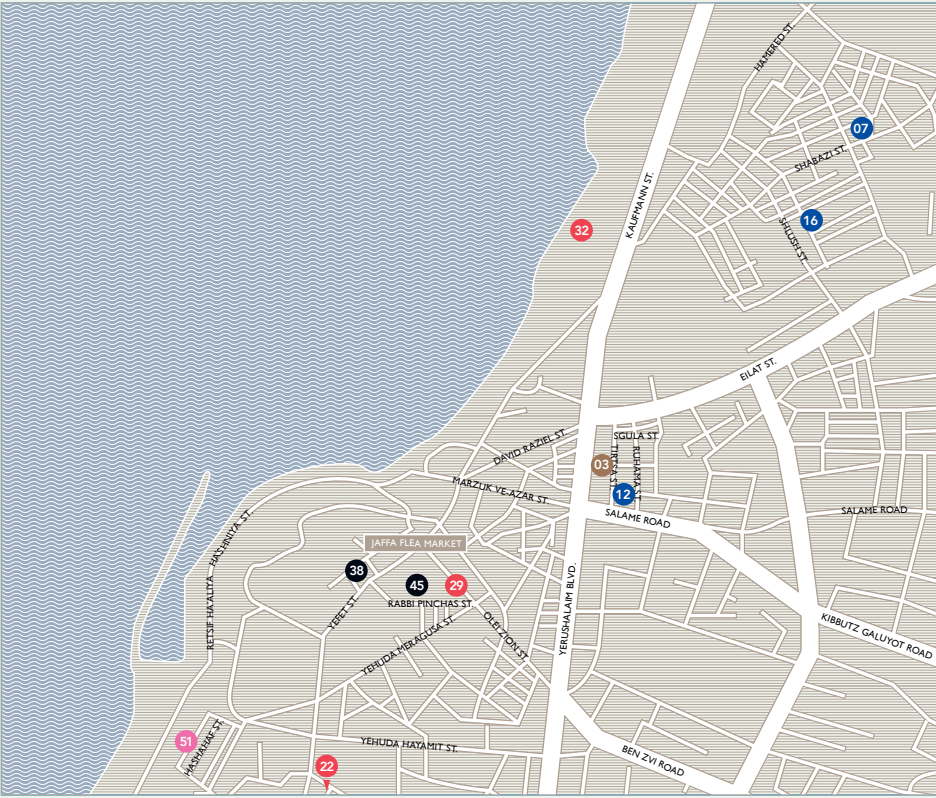 HAMERED ST.
07
SHABAZI ST.
16
SHLUSH ST.
KAUFMANN ST.
32
EILAT ST.
DAVID RAZIEL ST.
SGULA ST.
TIRTSA ST.
RUHAMA ST.
03
12
MARZUK VE-AZAR ST.
SALAME ROAD
SALAME ROAD
HASHNIYA ST.
JAFFA FLEA MARKET
38
45
29
RABBI PINCHAS ST.
YEFET ST.
OLEI ZION ST.
YERUSHALAIM BLVD.
RETSIF HA'ALIYA
YEHUDA MERAGUSA ST.
KIBBUTZ GALUYOT ROAD
51
HASHAHAF ST.
YEHUDA HAYAMIT ST.
BEN ZVI ROAD
22